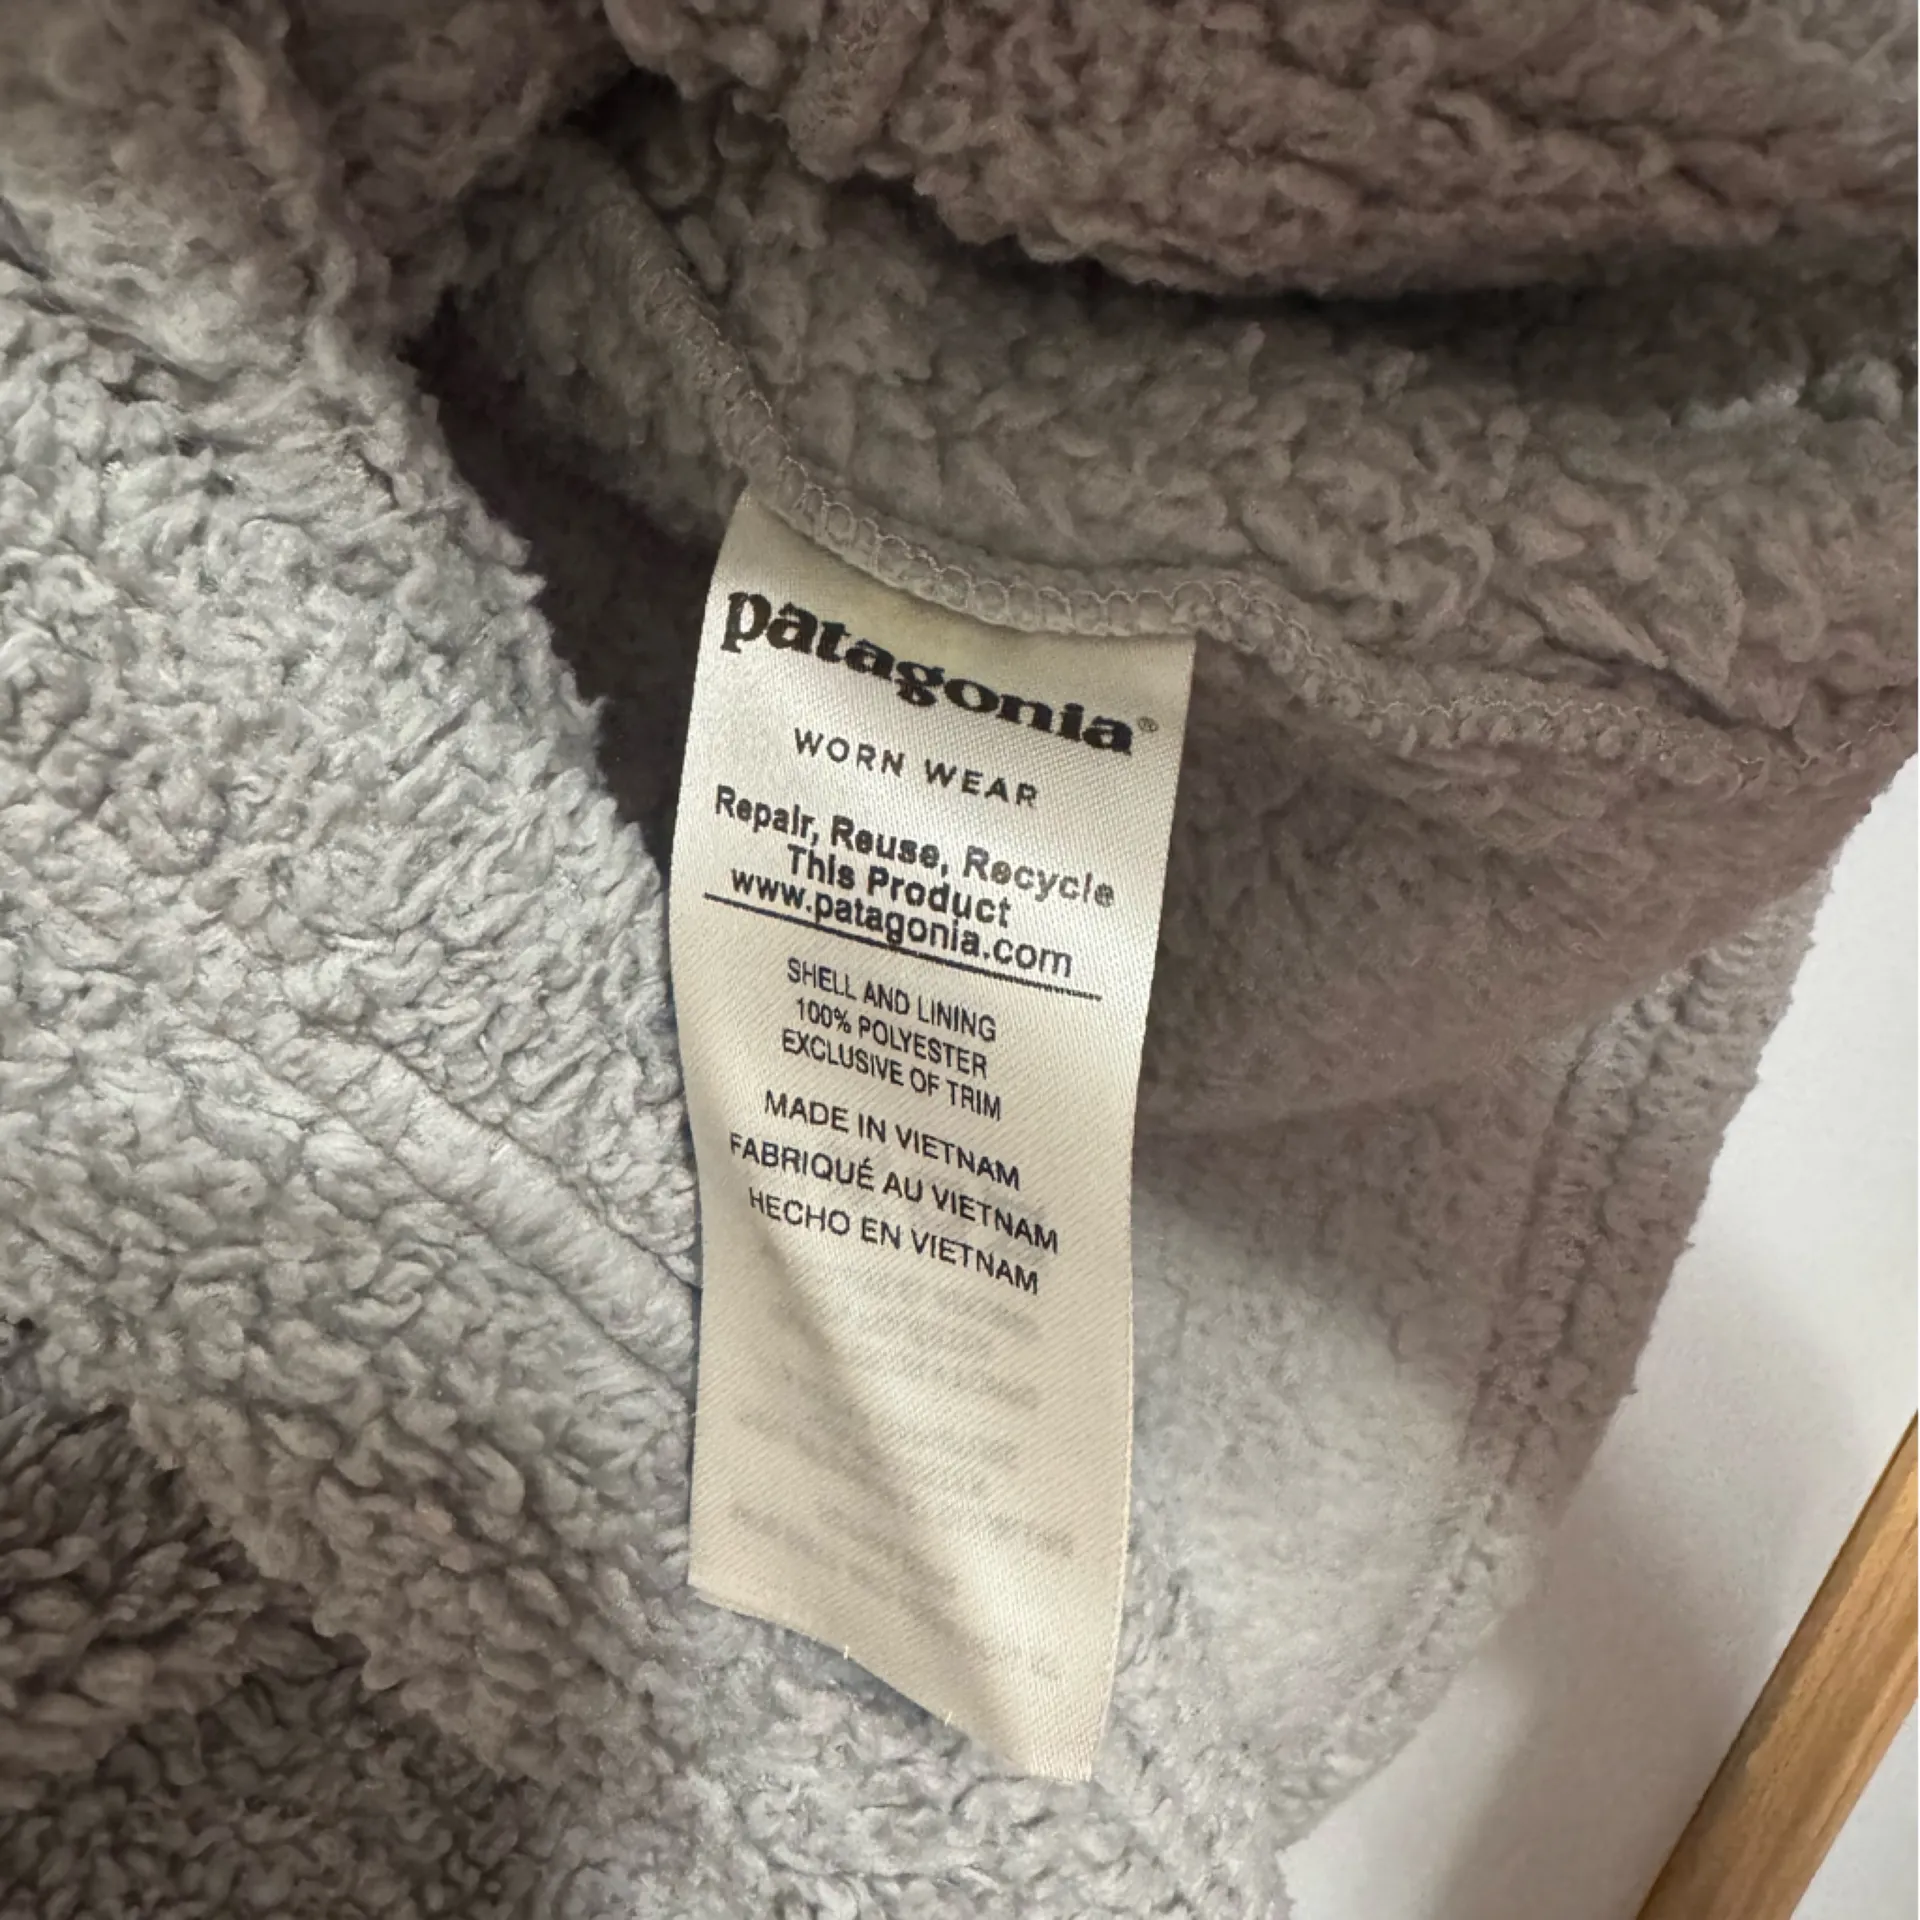 patagonia®
WORN WEAR
Repair, Reuse, Recycle
This Product
www.patagonia.com
SHELL AND LINING
100% POLYESTER
EXCLUSIVE OF TRIM
MADE IN VIETNAM
FABRIQUÉ AU VIETNAM
HECHO EN VIETNAM